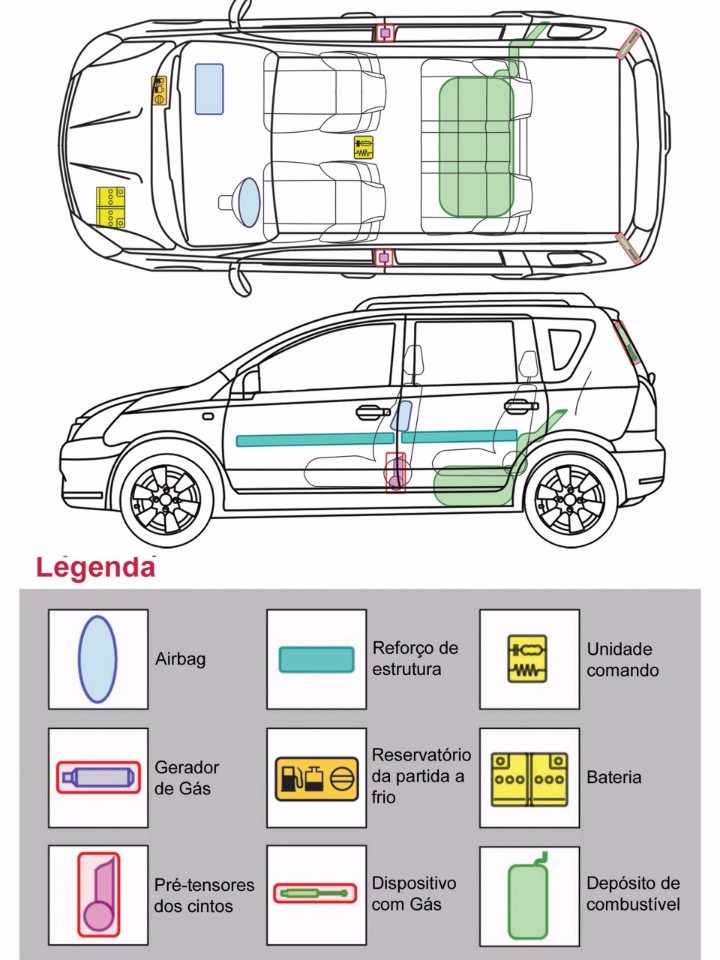 Legenda
Airbag
Reforço de
estrutura
Unidade
comando
Gerador
de Gás
Reservatório
da partida a
frio
Bateria
Pré-tensores
dos cintos
Dispositivo
com Gás
Depósito de
combustível